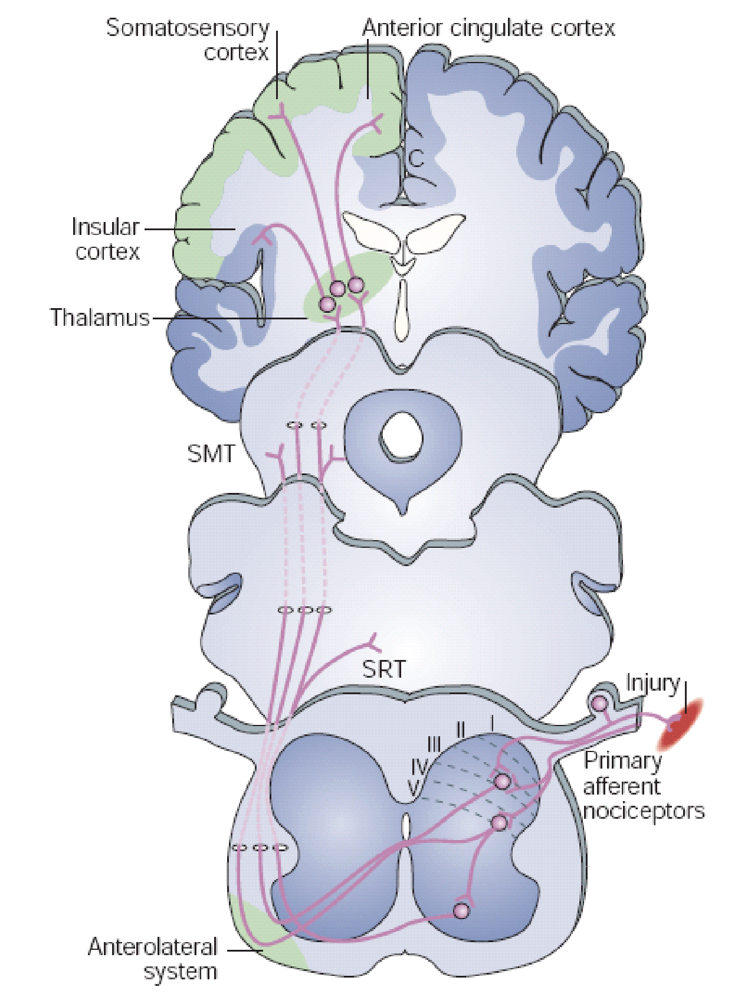 Somatosensory
cortex
Anterior cingulate cortex
C
Insular
cortex
Thalamus
SMT
SRT
Injury
I
II
III
IV
V
Primary
afferent
nociceptors
Anterolateral
system